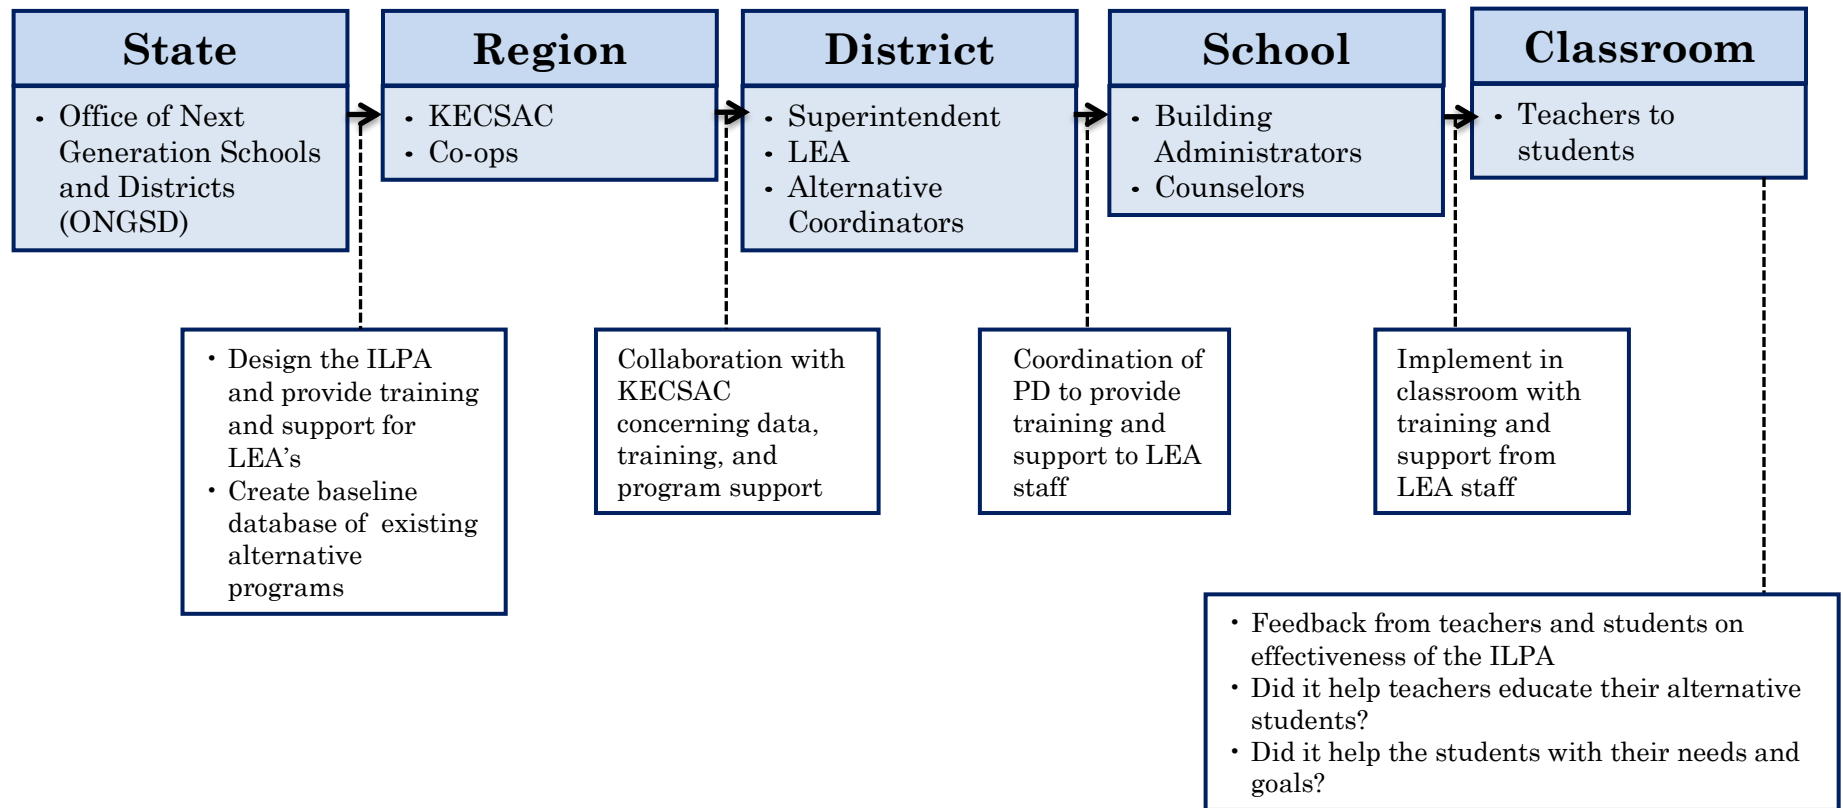 State
• Office of Next
Generation Schools
and Districts
(ONGSD)
Region
• KECSAC
• Co-ops
District
• Superintendent
• LEA
• Alternative
Coordinators
School
• Building
Administrators
• Counselors
Classroom
• Teachers to
students
• Design the ILPA
and provide training
and support for
LEA’s
• Create baseline
database of existing
alternative
programs
Collaboration with
KECSAC
concerning data,
training, and
program support
Coordination of
PD to provide
training and
support to LEA
staff
Implement in
classroom with
training and
support from
LEA staff
• Feedback from teachers and students on
effectiveness of the ILPA
• Did it help teachers educate their alternative
students?
• Did it help the students with their needs and
goals?